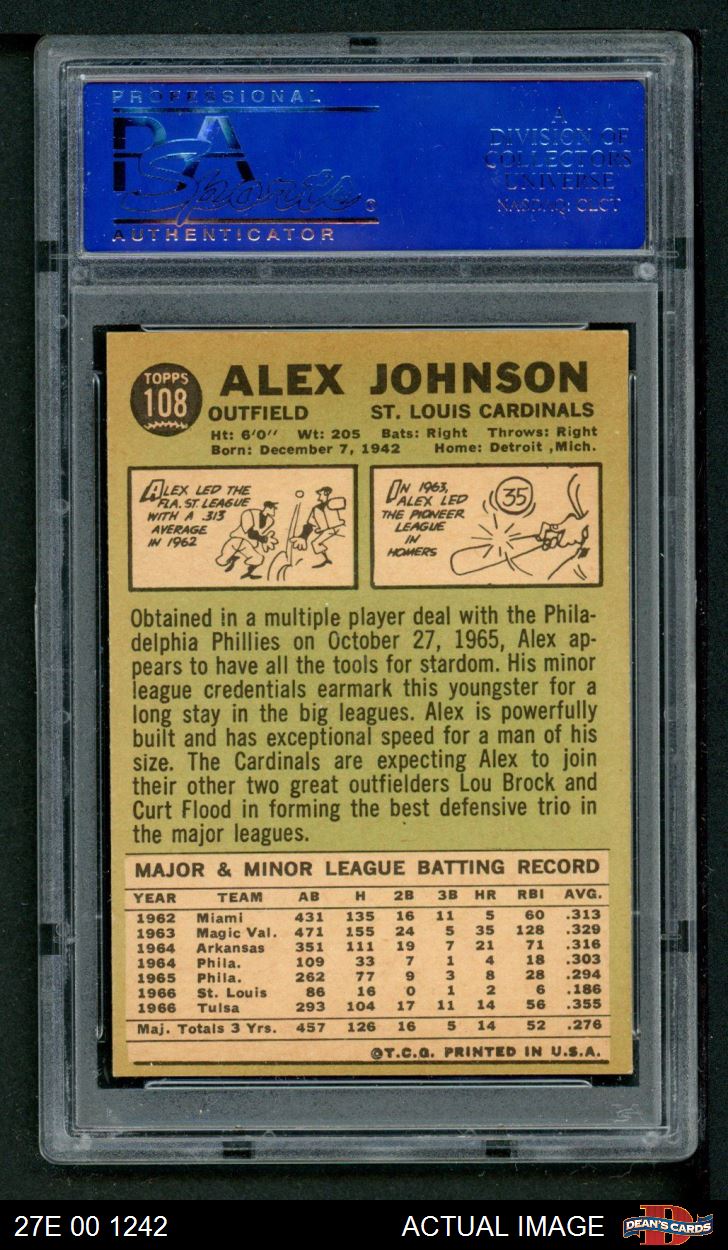 PROFESSIONAL
PSA
Sports
AUTHENTICATOR
A
DIVISION OF
COLLECTORS
UNIVERSE
NASDAQ: CLCT
TOPPS
108
ALEX JOHNSON
OUTFIELD ST. LOUIS CARDINALS
Ht: 6'0" Wt: 205 Bats: Right Throws: Right
Born: December 7, 1942 Home: Detroit ,Mich.
ALEX LED THE
FLA. ST. LEAGUE
WITH A .313
AVERAGE
IN 1962
IN 1963,
ALEX LED
THE PIONEER
LEAGUE
IN
HOMERS
35
Obtained in a multiple player deal with the Phila-
delphia Phillies on October 27, 1965, Alex ap-
pears to have all the tools for stardom. His minor
league credentials earmark this youngster for a
long stay in the big leagues. Alex is powerfully
built and has exceptional speed for a man of his
size. The Cardinals are expecting Alex to join
their other two great outfielders Lou Brock and
Curt Flood in forming the best defensive trio in
the major leagues.
MAJOR & MINOR LEAGUE BATTING RECORD
YEAR TEAM AB H 2B 3B HR RBI AVG.
1962 Miami 431 135 16 11 5 60 .313
1963 Magic Val. 471 155 24 5 35 128 .329
1964 Arkansas 351 111 19 7 21 71 .316
1964 Phila. 109 33 7 1 4 18 .303
1965 Phila. 262 77 9 3 8 28 .294
1966 St. Louis 86 16 0 1 2 6 .186
1966 Tulsa 293 104 17 11 14 56 .355
Maj. Totals 3 Yrs. 457 126 16 5 14 52 .276
©T.C.G. PRINTED IN U.S.A.
27E 00 1242 ACTUAL IMAGE DEAN'S CARDS